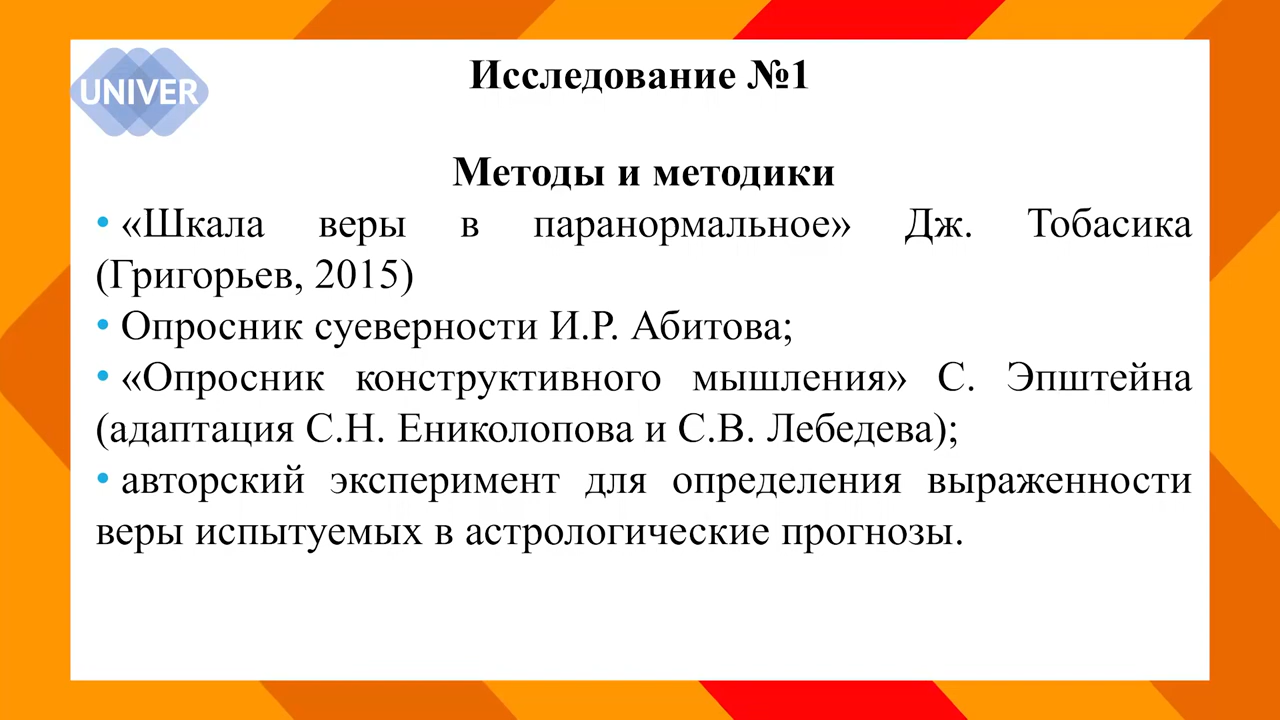 UNIVER
Исследование №1
Методы и методики
• «Шкала веры в паранормальное» Дж. Тобасика
(Григорьев, 2015)
• Опросник суеверности И.Р. Абитова;
• «Опросник конструктивного мышления» С. Эпштейна
(адаптация С.Н. Ениколопова и С.В. Лебедева);
• авторский эксперимент для определения выраженности
веры испытуемых в астрологические прогнозы.